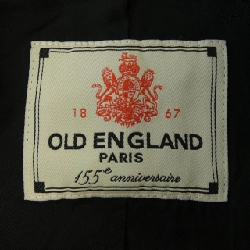 18 67
OLD ENGLAND
PARIS
155e anniversaire